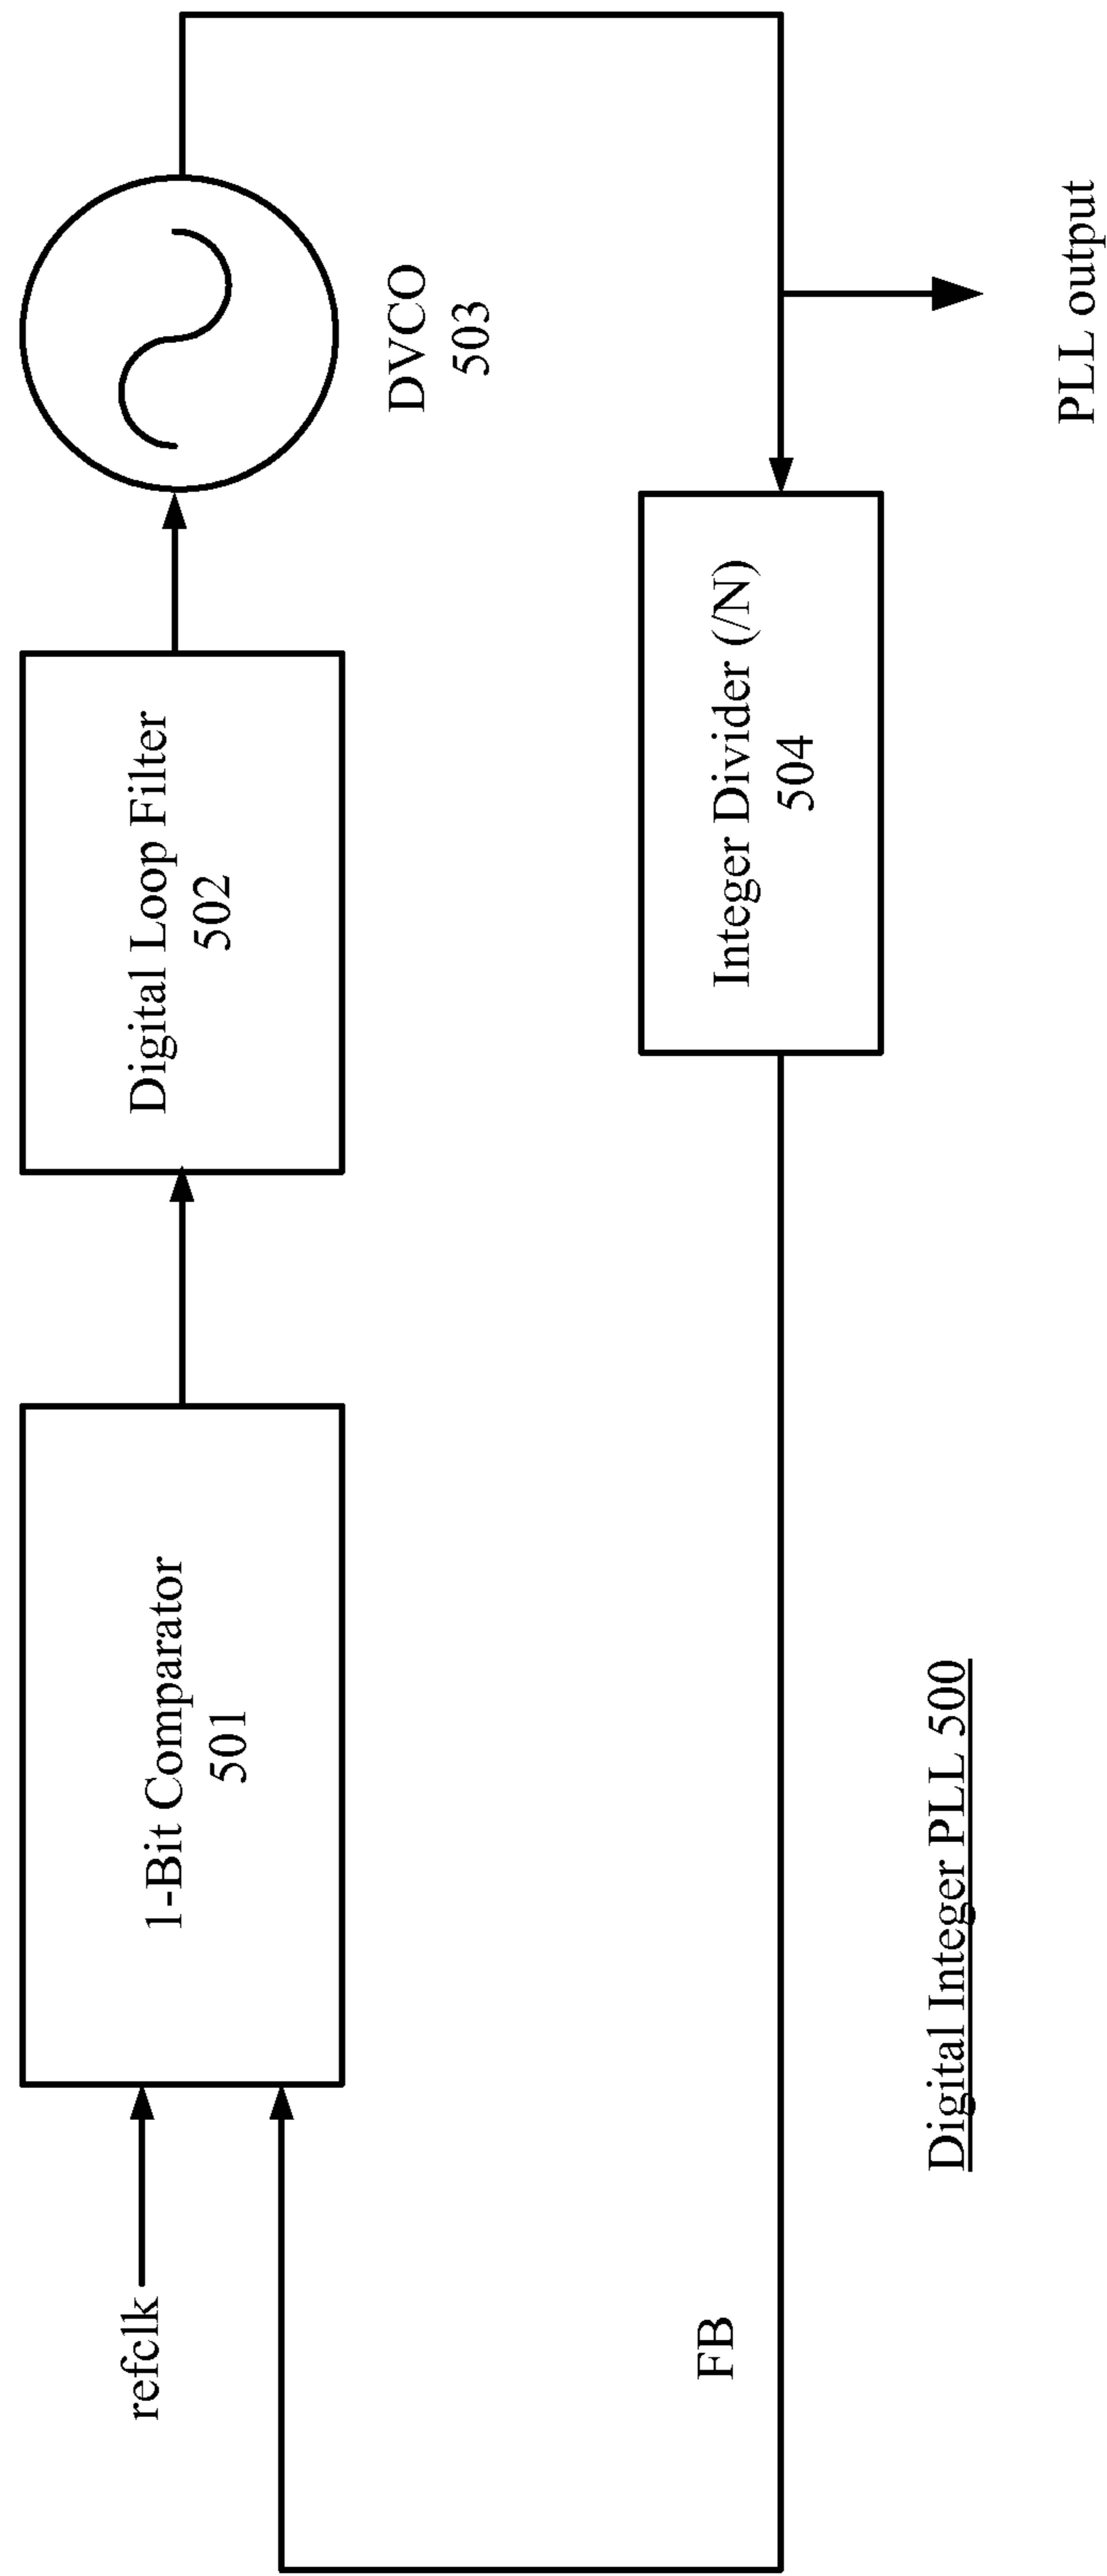 refclk
1-Bit Comparator
501
Digital Loop Filter
502
DVCO
503
FB
Integer Divider (/N)
504
PLL output
Digital Integer PLL 500